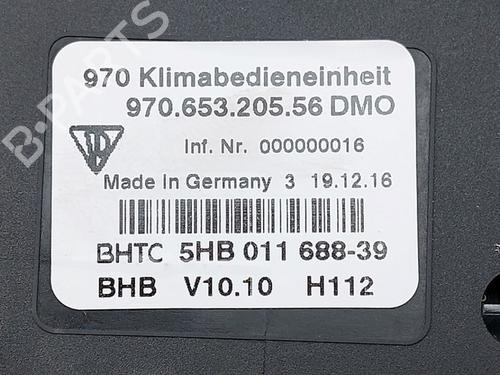 970 Klimabedieneinheit
970.653.205.56 DMO
Inf. Nr. 000000016
Made in Germany 3 19.12.16
BHTC 5HB 011 688-39
BHB V10.10 H112
B-PARTS